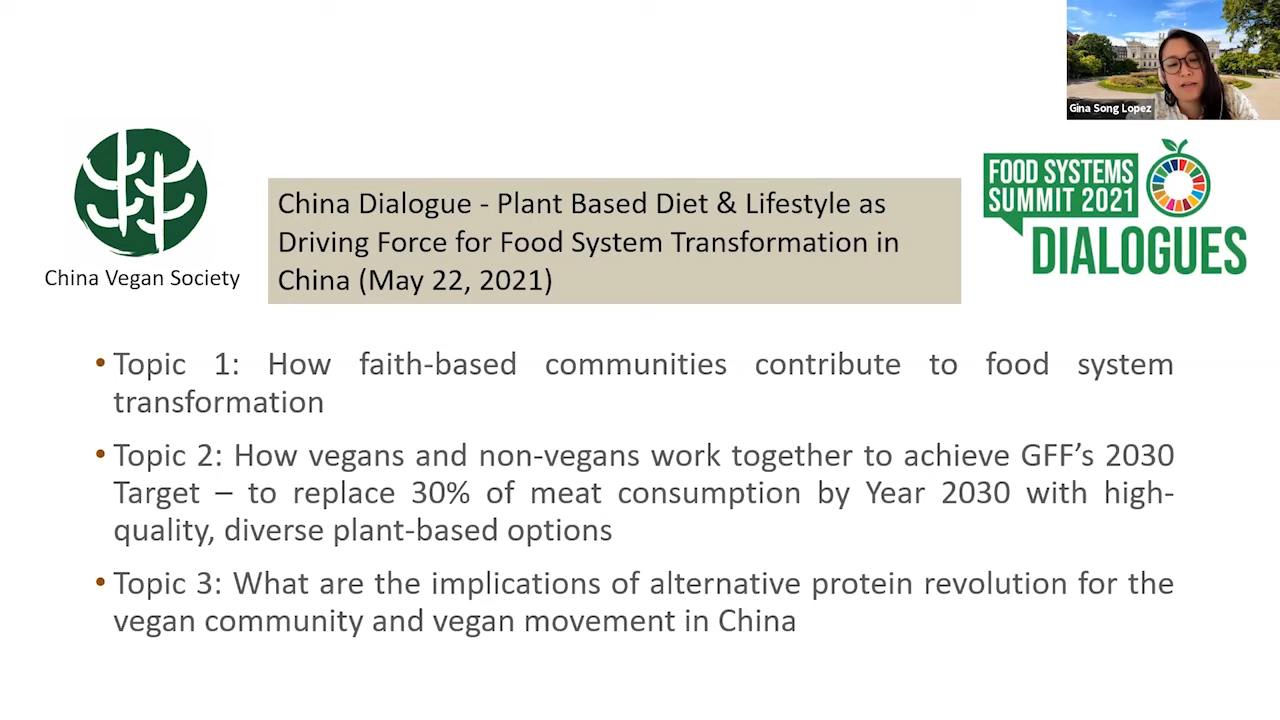 Gina Song Lopez
FOOD SYSTEMS
SUMMIT 2021
DIALOGUES
China Vegan Society
China Dialogue - Plant Based Diet & Lifestyle as
Driving Force for Food System Transformation in
China (May 22, 2021)
• Topic 1: How faith-based communities contribute to food system
transformation
• Topic 2: How vegans and non-vegans work together to achieve GFF’s 2030
Target – to replace 30% of meat consumption by Year 2030 with high-
quality, diverse plant-based options
• Topic 3: What are the implications of alternative protein revolution for the
vegan community and vegan movement in China